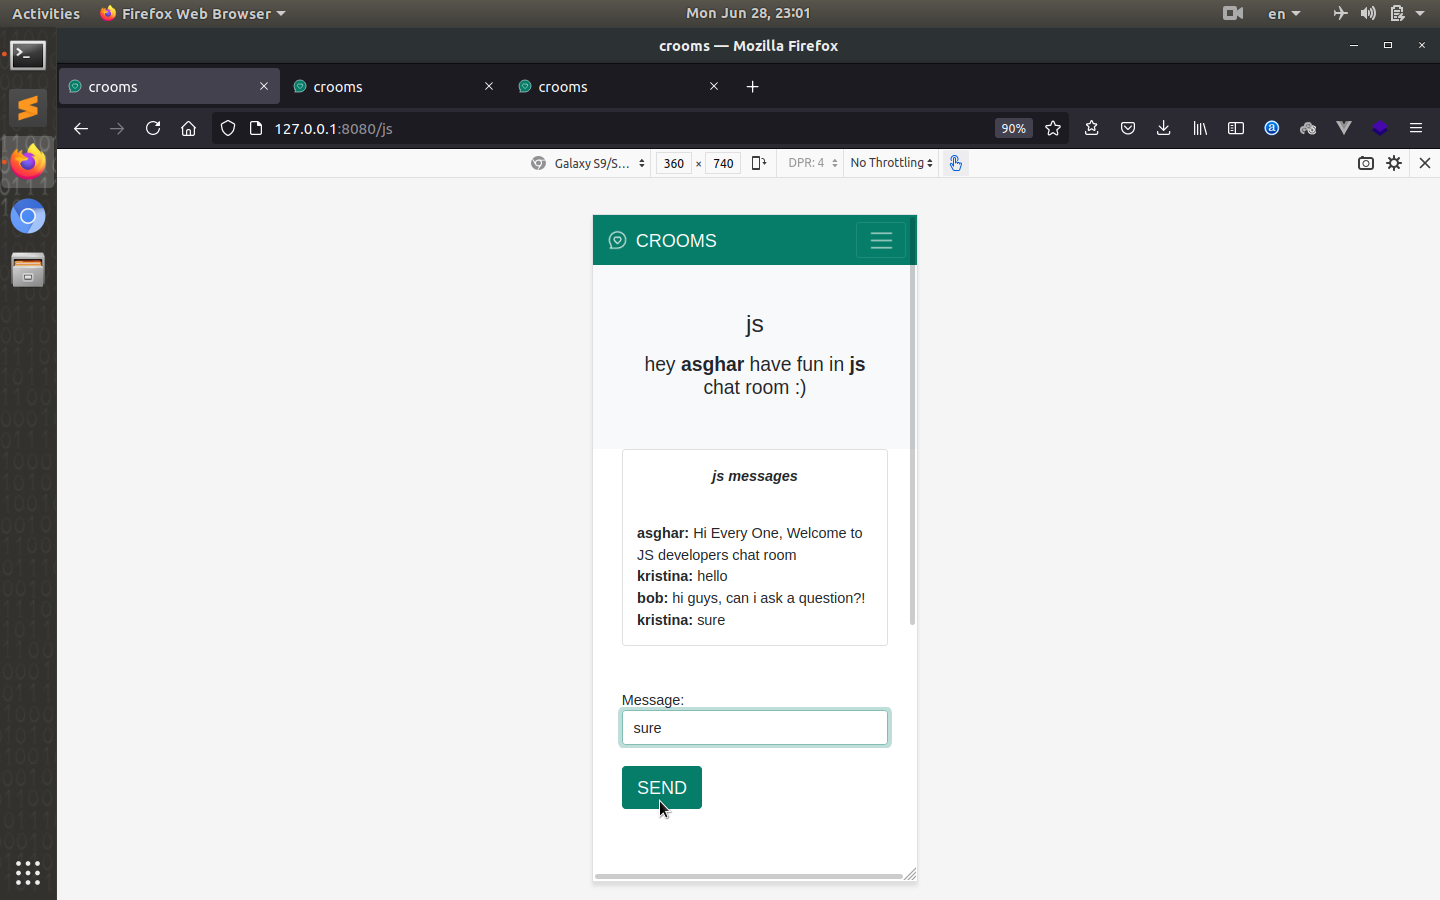 Activities
Firefox Web Browser
Mon Jun 28, 23:01
en
crooms — Mozilla Firefox
crooms
crooms
crooms
127.0.0.1:8080/js
90%
Galaxy S9/S...
360 × 740
DPR: 4
No Throttling
CROOMS
js
hey asghar have fun in js
chat room :)
js messages
asghar: Hi Every One, Welcome to
JS developers chat room
kristina: hello
bob: hi guys, can i ask a question?!
kristina: sure
Message:
sure
SEND